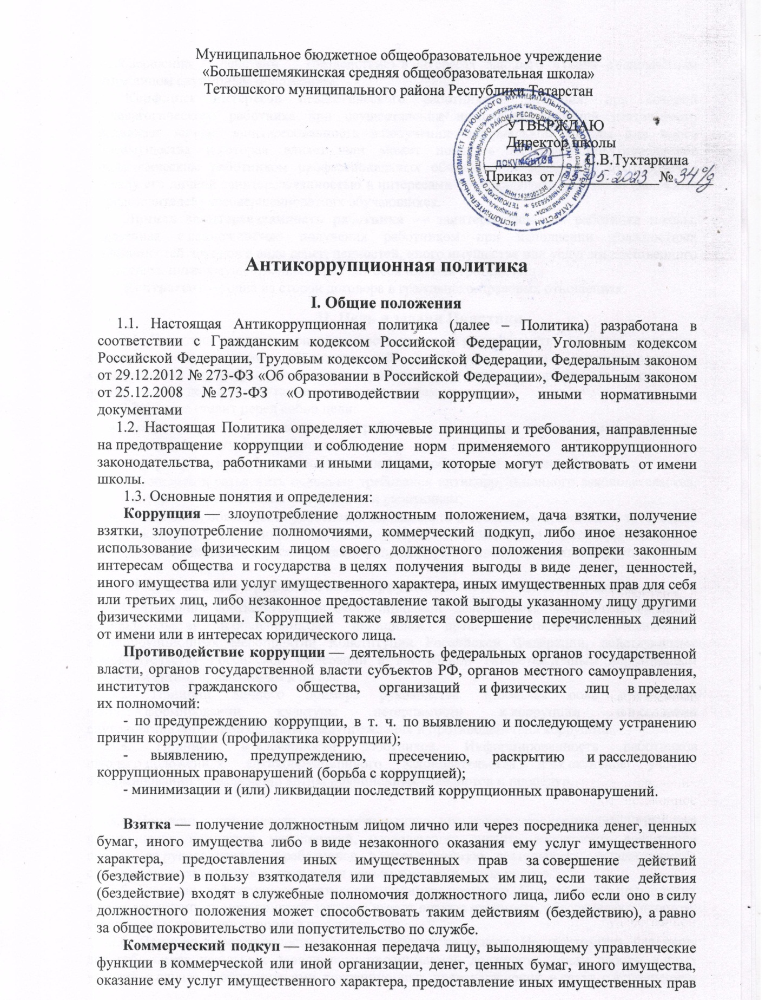 Муниципальное бюджетное общеобразовательное учреждение
«Большешемякинская средняя общеобразовательная школа»
Тетюшского муниципального района Республики Татарстан
УТВЕРЖДАЮ
Директор школы
С.В.Тухтаркина
Приказ от 05.2023 № 34 о/д
Для
документов
Антикоррупционная политика
I. Общие положения
1.1. Настоящая Антикоррупционная политика (далее – Политика) разработана в
соответствии с Гражданским кодексом Российской Федерации, Уголовным кодексом
Российской Федерации, Трудовым кодексом Российской Федерации, Федеральным законом
от 29.12.2012 № 273-ФЗ «Об образовании в Российской Федерации», Федеральным законом
от 25.12.2008 № 273-ФЗ «О противодействии коррупции», иными нормативными
документами
1.2. Настоящая Политика определяет ключевые принципы и требования, направленные
на предотвращение коррупции и соблюдение норм применяемого антикоррупционного
законодательства, работниками и иными лицами, которые могут действовать от имени
школы.
1.3. Основные понятия и определения:
Коррупция — злоупотребление должностным положением, дача взятки, получение
взятки, злоупотребление полномочиями, коммерческий подкуп, либо иное незаконное
использование физическим лицом своего должностного положения вопреки законным
интересам общества и государства в целях получения выгоды в виде денег, ценностей,
иного имущества или услуг имущественного характера, иных имущественных прав для себя
или третьих лиц, либо незаконное предоставление такой выгоды указанному лицу другими
физическими лицами. Коррупцией также является совершение перечисленных деяний
от имени или в интересах юридического лица.
Противодействие коррупции — деятельность федеральных органов государственной
власти, органов государственной власти субъектов РФ, органов местного самоуправления,
институтов гражданского общества, организаций и физических лиц в пределах
их полномочий:
- по предупреждению коррупции, в т. ч. по выявлению и последующему устранению
причин коррупции (профилактика коррупции);
- выявлению, предупреждению, пресечению, раскрытию и расследованию
коррупционных правонарушений (борьба с коррупцией);
- минимизации и (или) ликвидации последствий коррупционных правонарушений.
Взятка — получение должностным лицом лично или через посредника денег, ценных
бумаг, иного имущества либо в виде незаконного оказания ему услуг имущественного
характера, предоставления иных имущественных прав за совершение действий
(бездействие) в пользу взяткодателя или представляемых им лиц, если такие действия
(бездействие) входят в служебные полномочия должностного лица, либо если оно в силу
должностного положения может способствовать таким действиям (бездействию), а равно
за общее покровительство или попустительство по службе.
Коммерческий подкуп — незаконная передача лицу, выполняющему управленческие
функции в коммерческой или иной организации, денег, ценных бумаг, иного имущества,
оказание ему услуг имущественного характера, предоставление иных имущественных прав